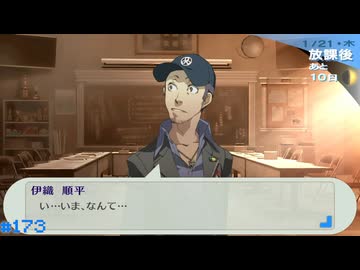 1/21・木
放課後
あと
10日
伊織 順平
い…いま、なんて…
#173